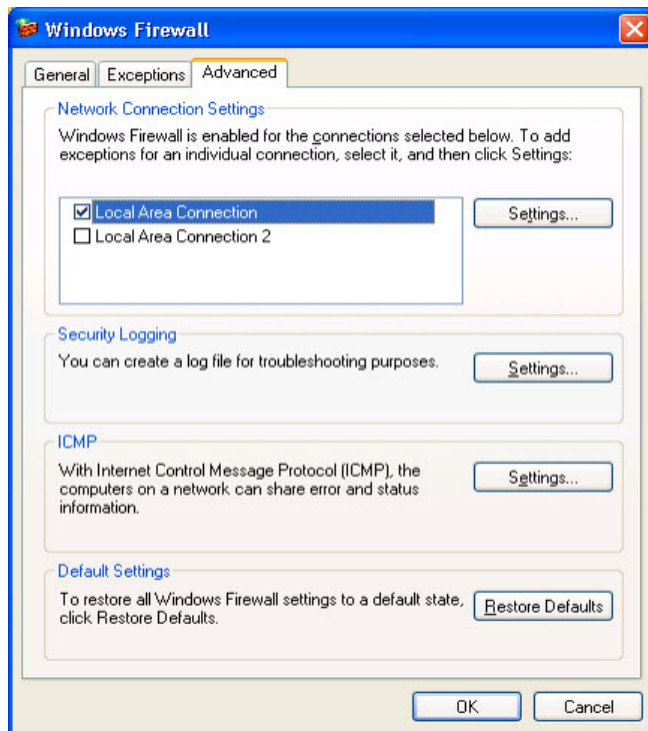 Windows Firewall
General
Exceptions
Advanced
Network Connection Settings
Windows Firewall is enabled for the connections selected below. To add
exceptions for an individual connection, select it, and then click Settings:
Local Area Connection
Local Area Connection 2
Settings...
Security Logging
You can create a log file for troubleshooting purposes.
Settings...
ICMP
With Internet Control Message Protocol (ICMP), the
computers on a network can share error and status
information.
Settings...
Default Settings
To restore all Windows Firewall settings to a default state,
click Restore Defaults.
Restore Defaults
OK
Cancel